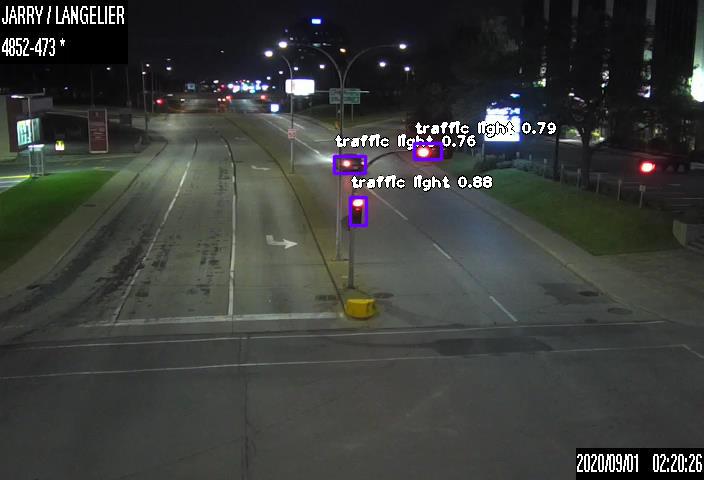 JARRY / LANGELIER
4852-473 *
traffic light 0.79
traffic light 0.76
traffic light 0.88
2020/09/01 02:20:26